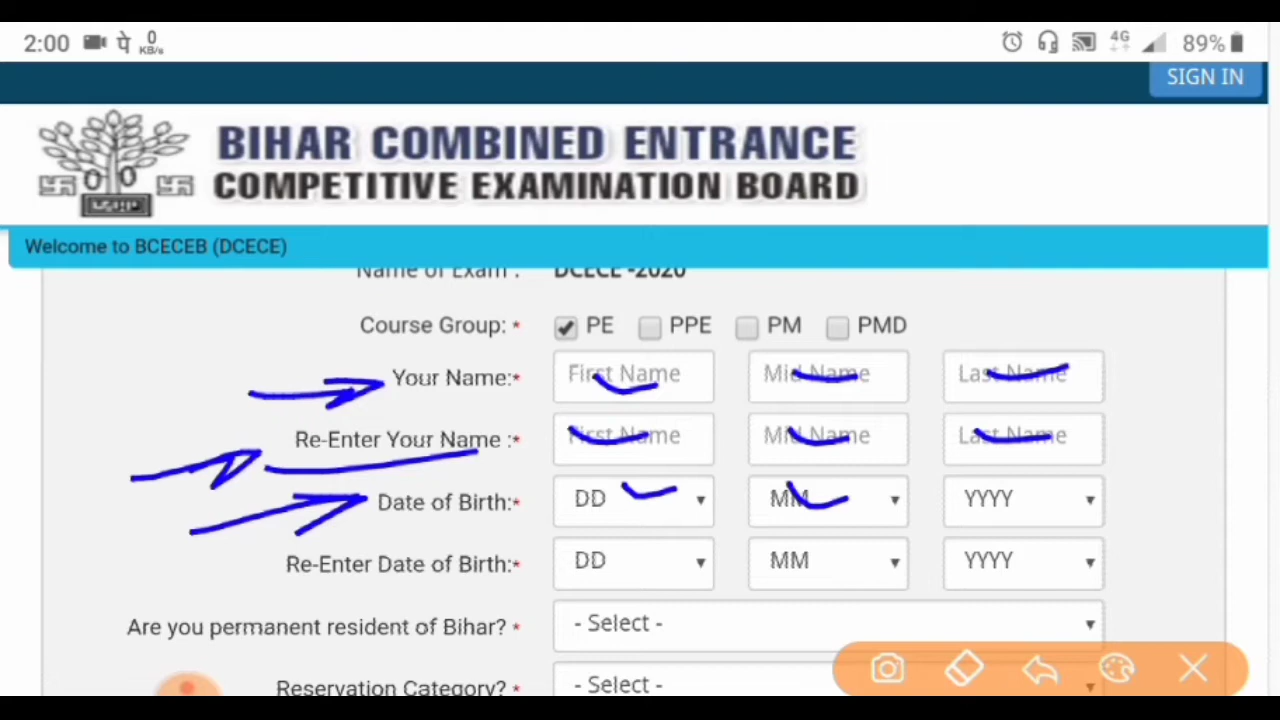 2:00 पे 0 KB/s 4G 89%
SIGN IN
BIHAR COMBINED ENTRANCE
COMPETITIVE EXAMINATION BOARD
Welcome to BCECEB (DCECE)
Name of Exam : DCECE -2020
Course Group:* PE PPE PM PMD
Your Name:* First Name Mid Name Last Name
Re-Enter Your Name :* First Name Mid Name Last Name
Date of Birth:* DD MM YYYY
Re-Enter Date of Birth:* DD MM YYYY
Are you permanent resident of Bihar? * - Select -
Reservation Category? * - Select -